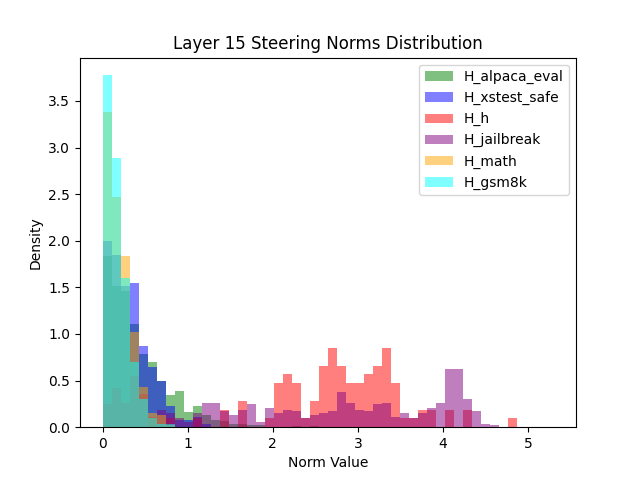 Layer 15 Steering Norms Distribution
H_alpaca_eval
H_xstest_safe
H_h
H_jailbreak
H_math
H_gsm8k
Density
3.5
3.0
2.5
2.0
1.5
1.0
0.5
0.0
0 1 2 3 4 5
Norm Value